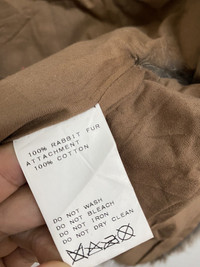 100% RABBIT FUR
ATTACHMENT
100% COTTON
DO NOT WASH
DO NOT BLEACH
DO NOT IRON
DO NOT DRY CLEAN